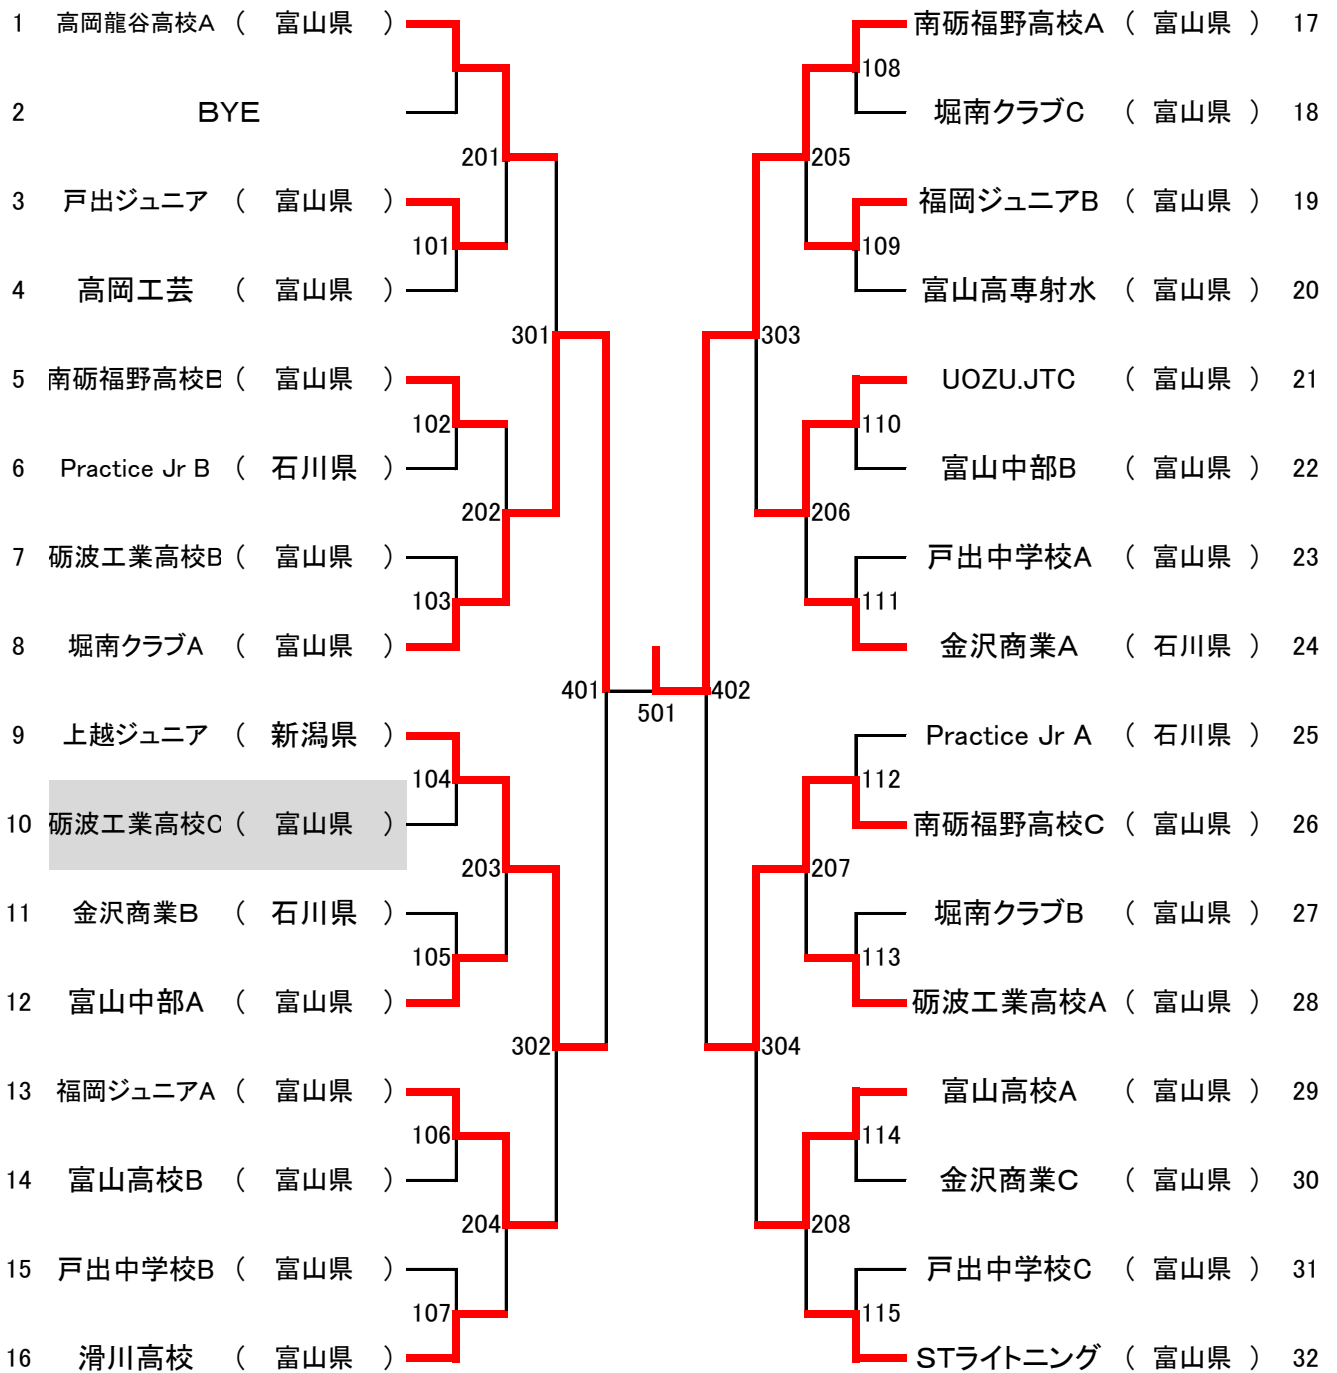 1 高岡龍谷高校A ( 富山県 )
2 BYE
3 戸出ジュニア ( 富山県 )
4 高岡工芸 ( 富山県 )
5 南砺福野高校B ( 富山県 )
6 Practice Jr B ( 石川県 )
7 砺波工業高校B ( 富山県 )
8 堀南クラブA ( 富山県 )
9 上越ジュニア ( 新潟県 )
10 砺波工業高校C ( 富山県 )
11 金沢商業B ( 石川県 )
12 富山中部A ( 富山県 )
13 福岡ジュニアA ( 富山県 )
14 富山高校B ( 富山県 )
15 戸出中学校B ( 富山県 )
16 滑川高校 ( 富山県 )
101
102
103
104
105
106
107
201
202
203
204
301
302
401
501
402
303
304
205
206
207
208
108
109
110
111
112
113
114
115
南砺福野高校A ( 富山県 ) 17
堀南クラブC ( 富山県 ) 18
福岡ジュニアB ( 富山県 ) 19
富山高専射水 ( 富山県 ) 20
UOZU.JTC ( 富山県 ) 21
富山中部B ( 富山県 ) 22
戸出中学校A ( 富山県 ) 23
金沢商業A ( 石川県 ) 24
Practice Jr A ( 石川県 ) 25
南砺福野高校C ( 富山県 ) 26
堀南クラブB ( 富山県 ) 27
砺波工業高校A ( 富山県 ) 28
富山高校A ( 富山県 ) 29
金沢商業C ( 富山県 ) 30
戸出中学校C ( 富山県 ) 31
STライトニング ( 富山県 ) 32